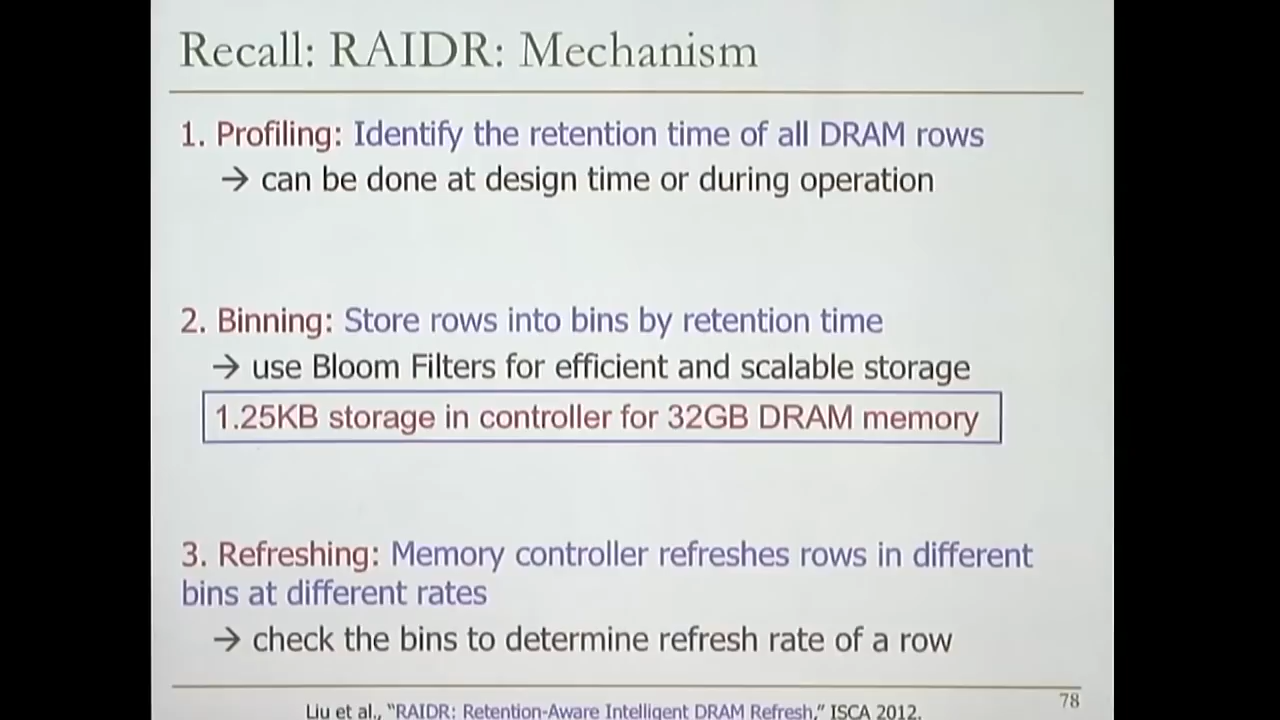 Recall: RAIDR: Mechanism
1. Profiling: Identify the retention time of all DRAM rows
→ can be done at design time or during operation
2. Binning: Store rows into bins by retention time
→ use Bloom Filters for efficient and scalable storage
1.25KB storage in controller for 32GB DRAM memory
3. Refreshing: Memory controller refreshes rows in different
bins at different rates
→ check the bins to determine refresh rate of a row
78
Liu et al., “RAIDR: Retention-Aware Intelligent DRAM Refresh,” ISCA 2012.